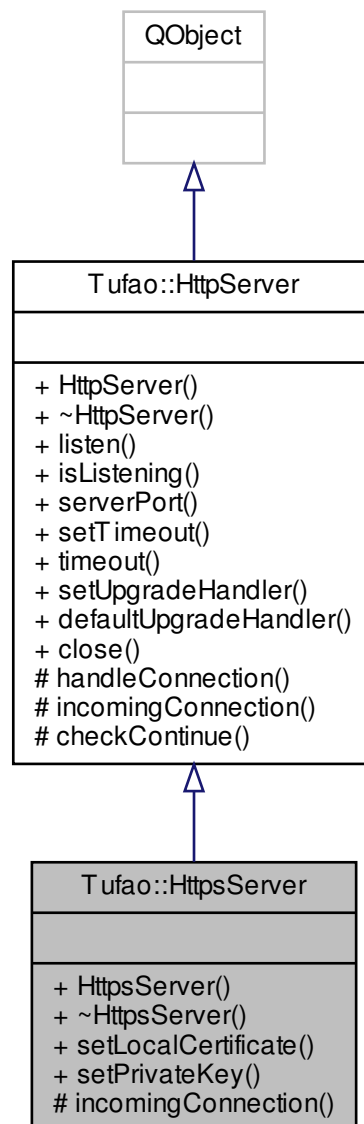 QObject
Tufao::HttpServer
+ HttpServer()
+ ~HttpServer()
+ listen()
+ isListening()
+ serverPort()
+ setTimeout()
+ timeout()
+ setUpgradeHandler()
+ defaultUpgradeHandler()
+ close()
# handleConnection()
# incomingConnection()
# checkContinue()
Tufao::HttpsServer
+ HttpsServer()
+ ~HttpsServer()
+ setLocalCertificate()
+ setPrivateKey()
# incomingConnection()